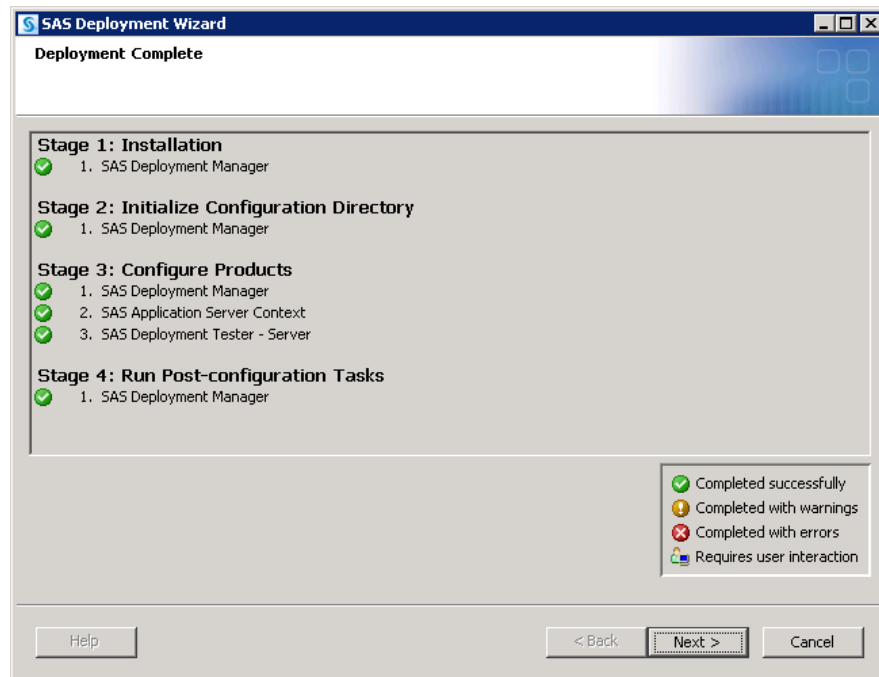 SAS Deployment Wizard
Deployment Complete
Stage 1: Installation
1. SAS Deployment Manager
Stage 2: Initialize Configuration Directory
1. SAS Deployment Manager
Stage 3: Configure Products
1. SAS Deployment Manager
2. SAS Application Server Context
3. SAS Deployment Tester - Server
Stage 4: Run Post-configuration Tasks
1. SAS Deployment Manager
Completed successfully
Completed with warnings
Completed with errors
Requires user interaction
Help
< Back
Next >
Cancel